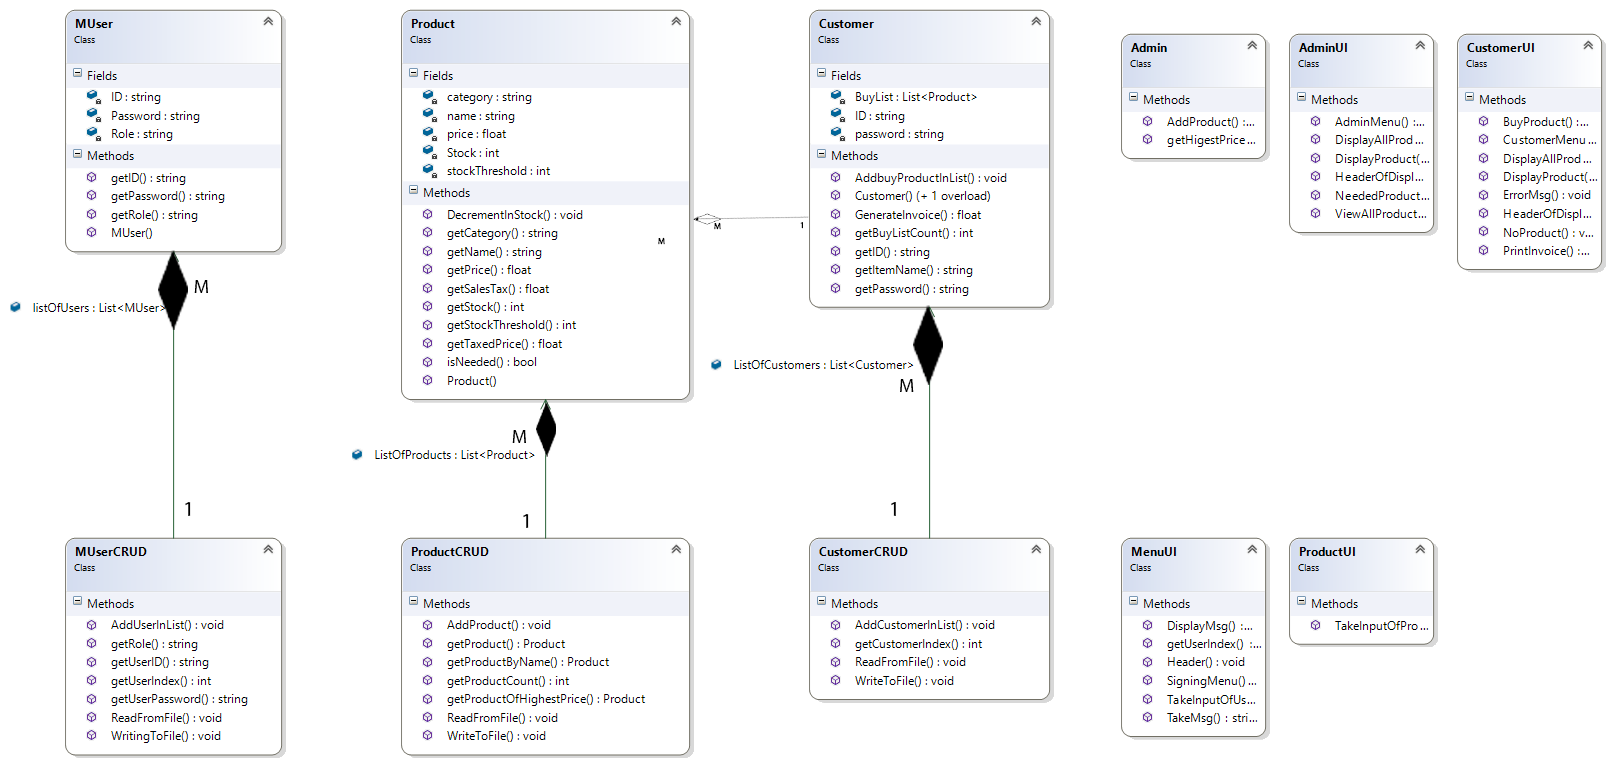 MUser
Class
Fields
ID : string
Password : string
Role : string
Methods
getID() : string
getPassword() : string
getRole() : string
MUser()
M
listOfUsers : List<MUser>
1
MUserCRUD
Class
Methods
AddUserInList() : void
getRole() : string
getUserID() : string
getUserIndex() : int
getUserPassword() : string
ReadFromFile() : void
WritingToFile() : void
Product
Class
Fields
category : string
name : string
price : float
Stock : int
stockThreshold : int
Methods
DecrementInStock() : void
getCategory() : string
getName() : string
getPrice() : float
getSalesTax() : float
getStock() : int
getStockThreshold() : int
getTaxedPrice() : float
isNeeded() : bool
Product()
M
M
1
M
ListOfProducts : List<Product>
1
ProductCRUD
Class
Methods
AddProduct() : void
getProduct() : Product
getProductByName() : Product
getProductCount() : int
getProductOfHighestPrice() : Product
ReadFromFile() : void
WriteToFile() : void
Customer
Class
Fields
BuyList : List<Product>
ID : string
password : string
Methods
AddbuyProductInList() : void
Customer() (+ 1 overload)
GenerateInvoice() : float
getBuyListCount() : int
getID() : string
getItemName() : string
getPassword() : string
ListOfCustomers : List<Customer>
M
1
CustomerCRUD
Class
Methods
AddCustomerInList() : void
getCustomerIndex() : int
ReadFromFile() : void
WriteToFile() : void
Admin
Class
Methods
AddProduct() :...
getHigestPrice...
AdminUI
Class
Methods
AdminMenu() :...
DisplayAllProd...
DisplayProduct(...
HeaderOfDispl...
NeededProduct...
ViewAllProduct...
CustomerUI
Class
Methods
BuyProduct() :...
CustomerMenu...
DisplayAllProd...
DisplayProduct(...
ErrorMsg() : void
HeaderOfDispl...
NoProduct() : v...
PrintInvoice() :...
MenuUI
Class
Methods
DisplayMsg() :...
getUserIndex() :...
Header() : void
SigningMenu()...
TakeInputOfUs...
TakeMsg() : stri...
ProductUI
Class
Methods
TakeInputOfPro...